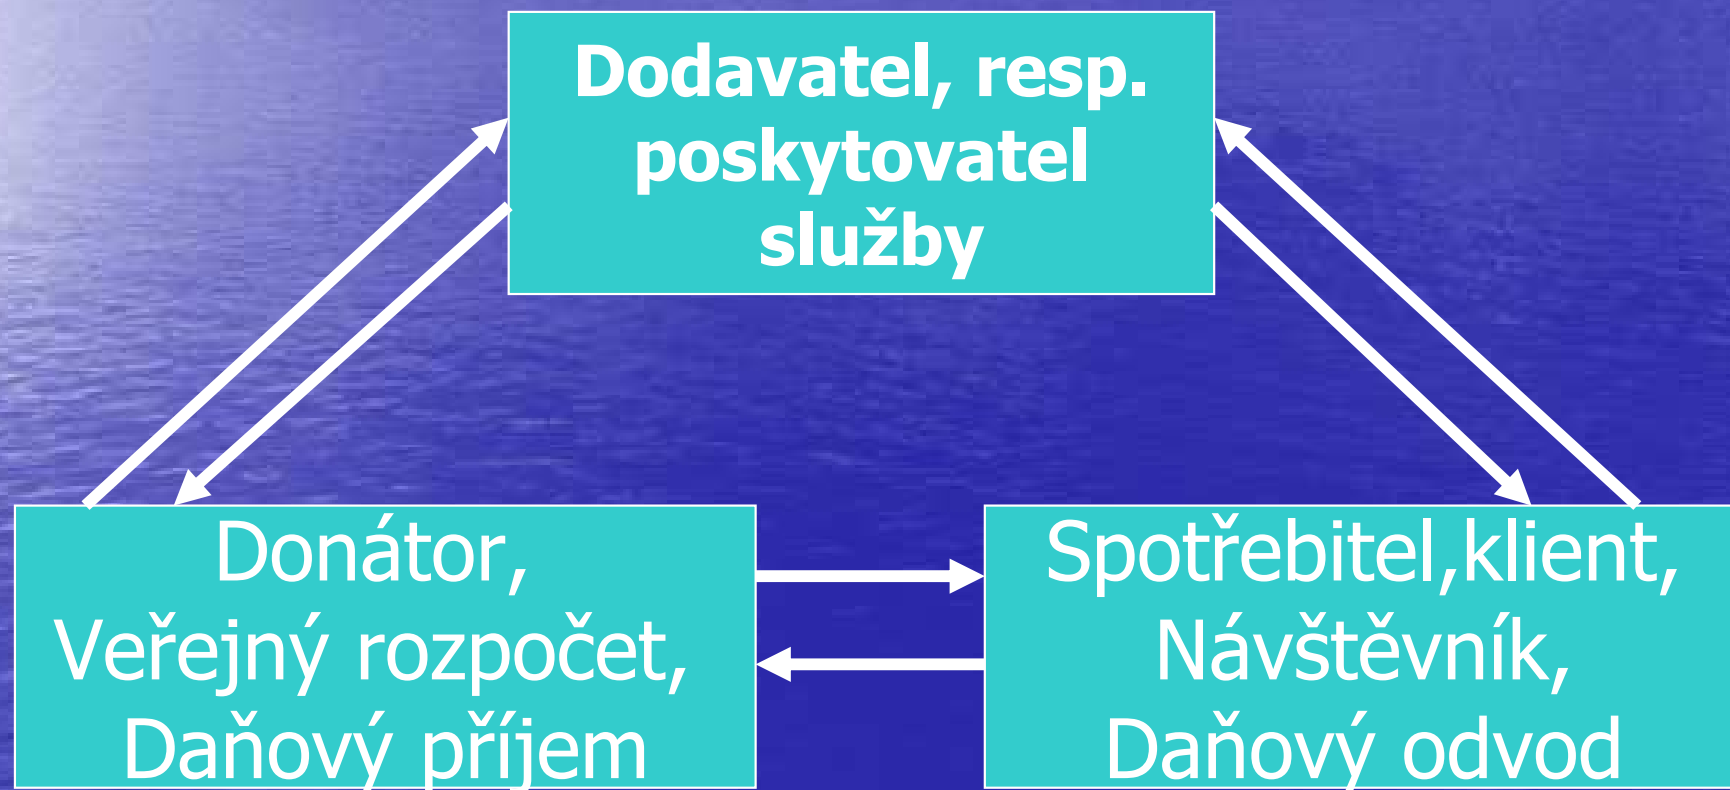 Dodavatel, resp.
poskytovatel
služby
Donátor,
Veřejný rozpočet,
Daňový příjem
Spotřebitel,klient,
Návštěvník,
Daňový odvod